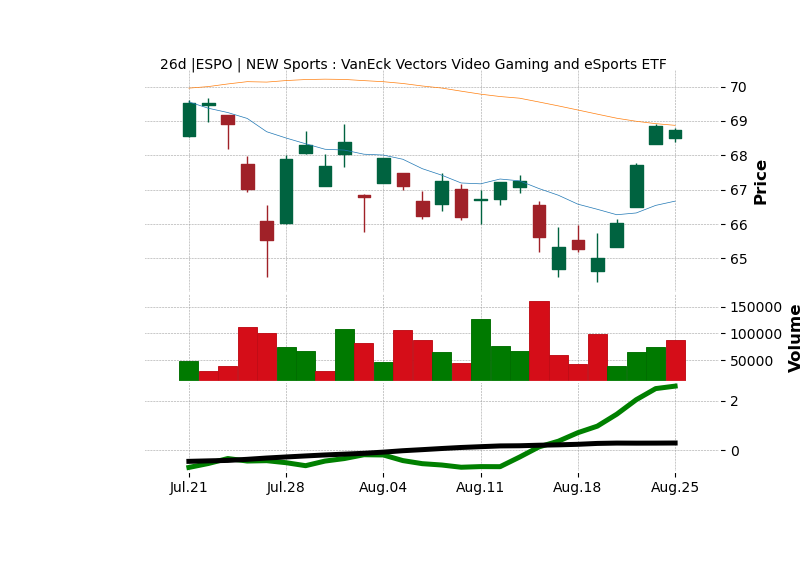 26d |ESPO | NEW Sports : VanEck Vectors Video Gaming and eSports ETF
70
69
68
67
66
65
Price
150000
100000
50000
Volume
2
0
Jul.21 Jul.28 Aug.04 Aug.11 Aug.18 Aug.25